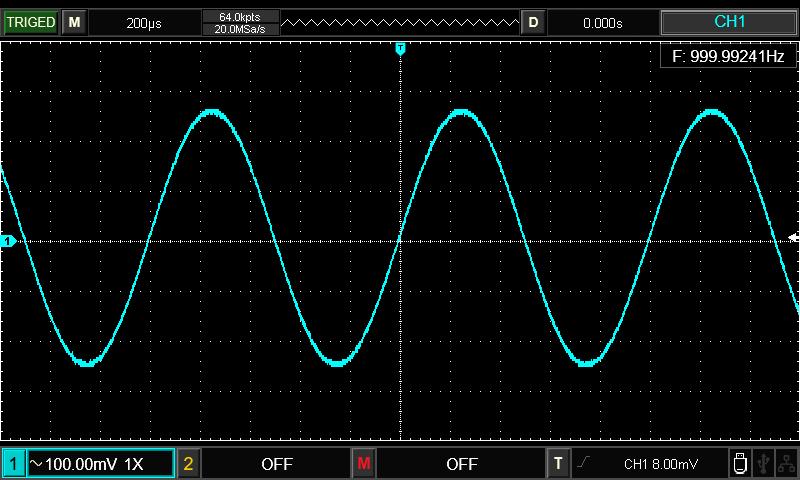 TRIGED M 200μs 64.0kpts D 0.000s CH1
20.0MSa/s
T
F: 999.99241Hz
1
1 100.00mV 1X 2 OFF M OFF T CH1 8.00mV